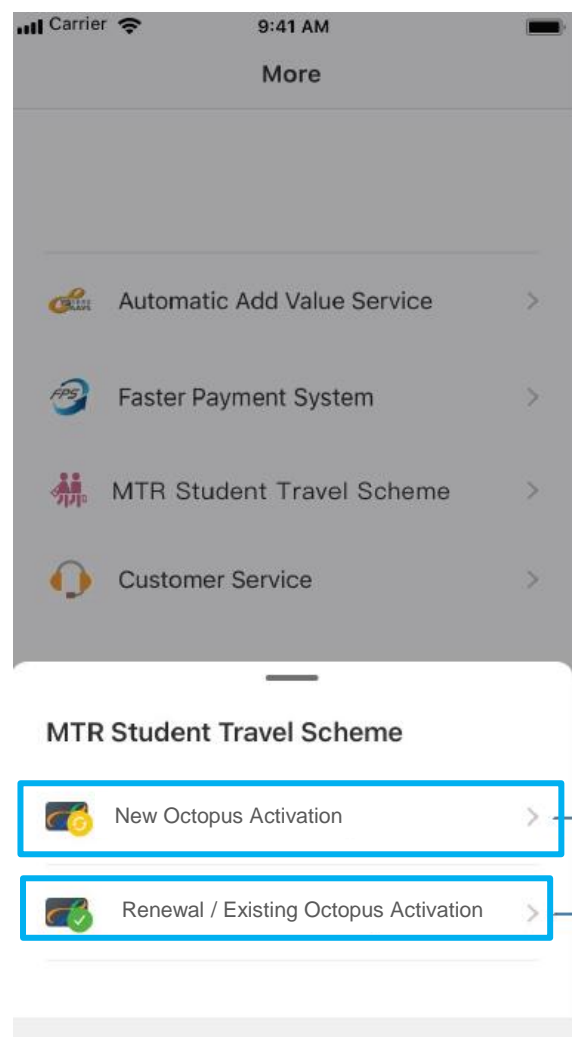 Carrier 9:41 AM
More
Automatic Add Value Service
FPS Faster Payment System
MTR Student Travel Scheme
Customer Service
MTR Student Travel Scheme
New Octopus Activation
Renewal / Existing Octopus Activation